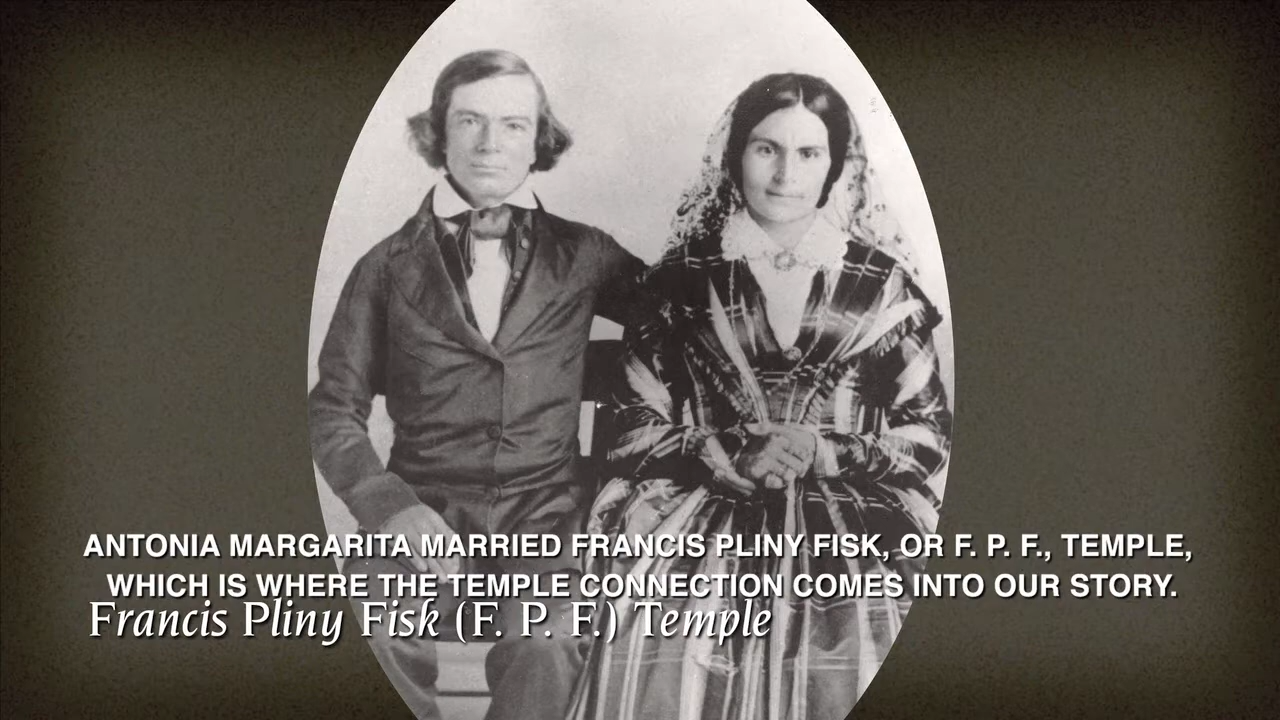 ANTONIA MARGARITA MARRIED FRANCIS PLINY FISK, OR F. P. F., TEMPLE,
WHICH IS WHERE THE TEMPLE CONNECTION COMES INTO OUR STORY.
Francis Pliny Fisk (F. P. F.) Temple